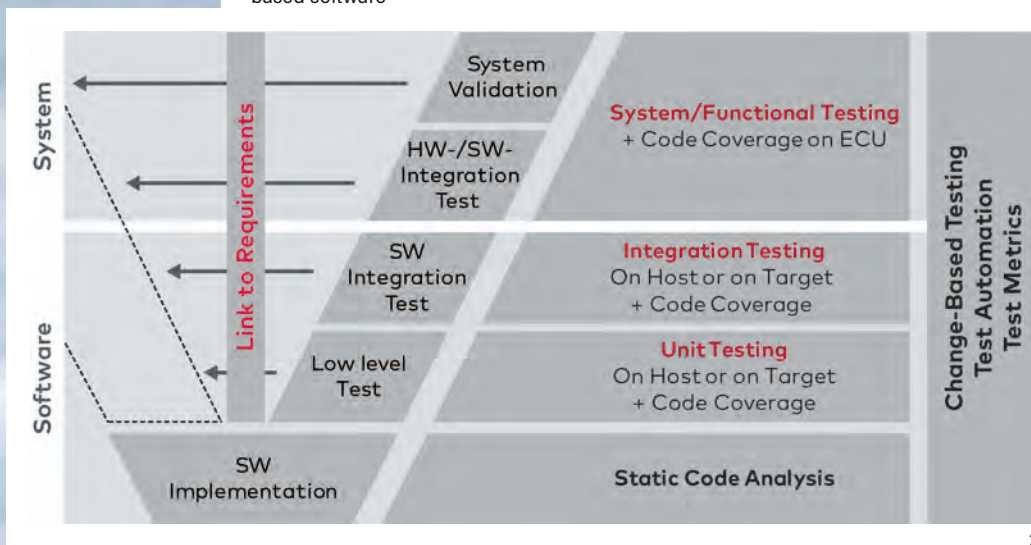 based software
System
Validation
System/Functional Testing
+ Code Coverage on ECU
HW-/SW-
Integration
Test
System
Link to Requirements
SW
Integration
Test
Integration Testing
On Host or on Target
+ Code Coverage
Low level
Test
Unit Testing
On Host or on Target
+ Code Coverage
Software
SW
Implementation
Static Code Analysis
Change-Based Testing
Test Automation
Test Metrics